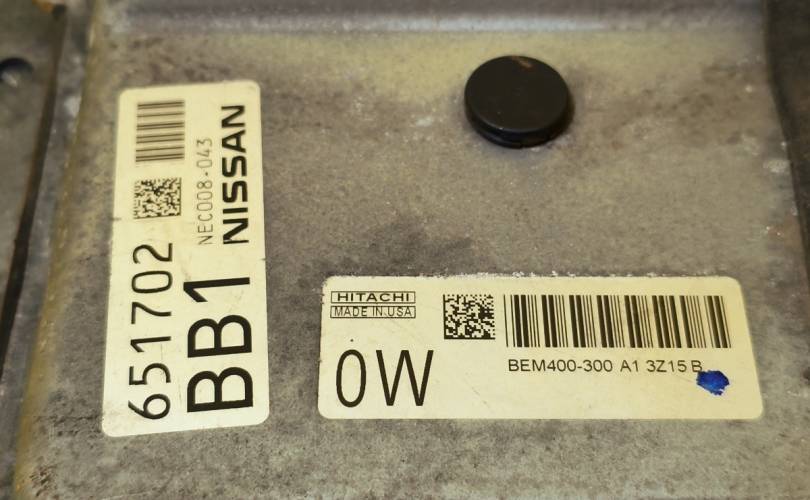 651702
BB1
NEC008-043
NISSAN
HITACHI
MADE IN USA
0W
BEM400-300 A1 3Z15 B